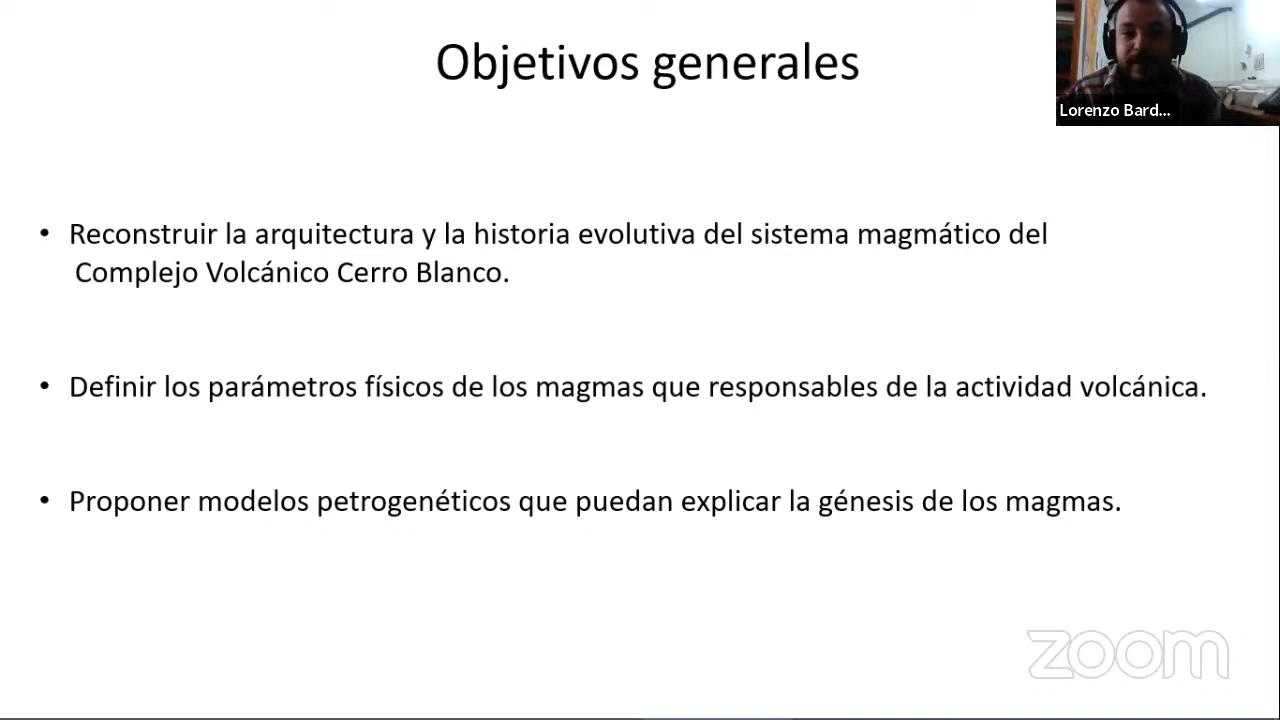 Objetivos generales
Lorenzo Bard...
• Reconstruir la arquitectura y la historia evolutiva del sistema magmático del
Complejo Volcánico Cerro Blanco.
• Definir los parámetros físicos de los magmas que responsables de la actividad volcánica.
• Proponer modelos petrogenéticos que puedan explicar la génesis de los magmas.
zoom